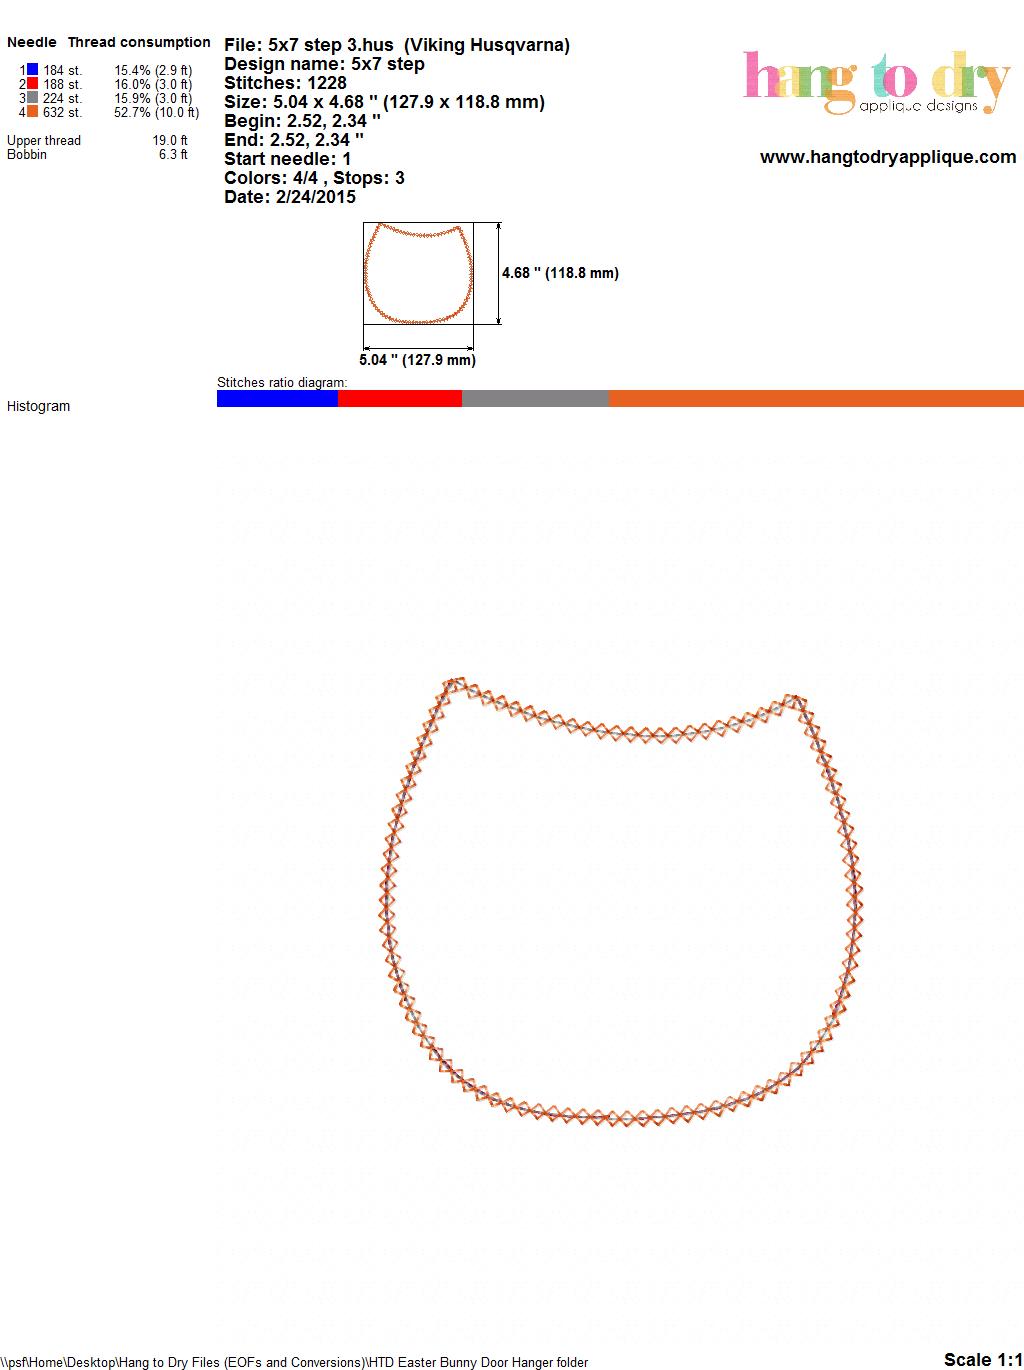 Needle Thread consumption
1 184 st. 15.4% (2.9 ft)
2 188 st. 16.0% (3.0 ft)
3 224 st. 15.9% (3.0 ft)
4 632 st. 52.7% (10.0 ft)
Upper thread 19.0 ft
Bobbin 6.3 ft
File: 5x7 step 3.hus (Viking Husqvarna)
Design name: 5x7 step
Stitches: 1228
Size: 5.04 x 4.68 " (127.9 x 118.8 mm)
Begin: 2.52, 2.34 "
End: 2.52, 2.34 "
Start needle: 1
Colors: 4/4 , Stops: 3
Date: 2/24/2015
hang to dry
applique designs
www.hangtodryapplique.com
4.68 " (118.8 mm)
5.04 " (127.9 mm)
Stitches ratio diagram:
Histogram
\\psf\Home\Desktop\Hang to Dry Files (EOFs and Conversions)\HTD Easter Bunny Door Hanger folder
Scale 1:1